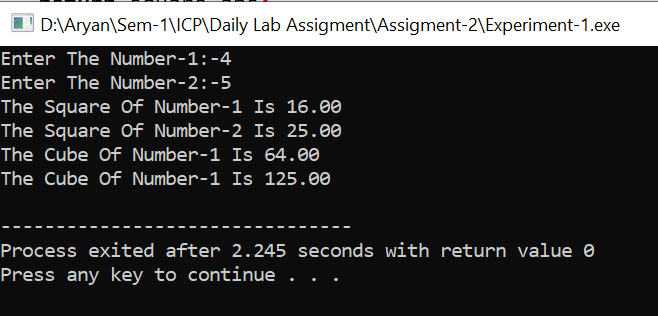 D:\Aryan\Sem-1\ICP\Daily Lab Assigment\Assigment-2\Experiment-1.exe
Enter The Number-1:-4
Enter The Number-2:-5
The Square Of Number-1 Is 16.00
The Square Of Number-2 Is 25.00
The Cube Of Number-1 Is 64.00
The Cube Of Number-1 Is 125.00
--------------------------------
Process exited after 2.245 seconds with return value 0
Press any key to continue . . .